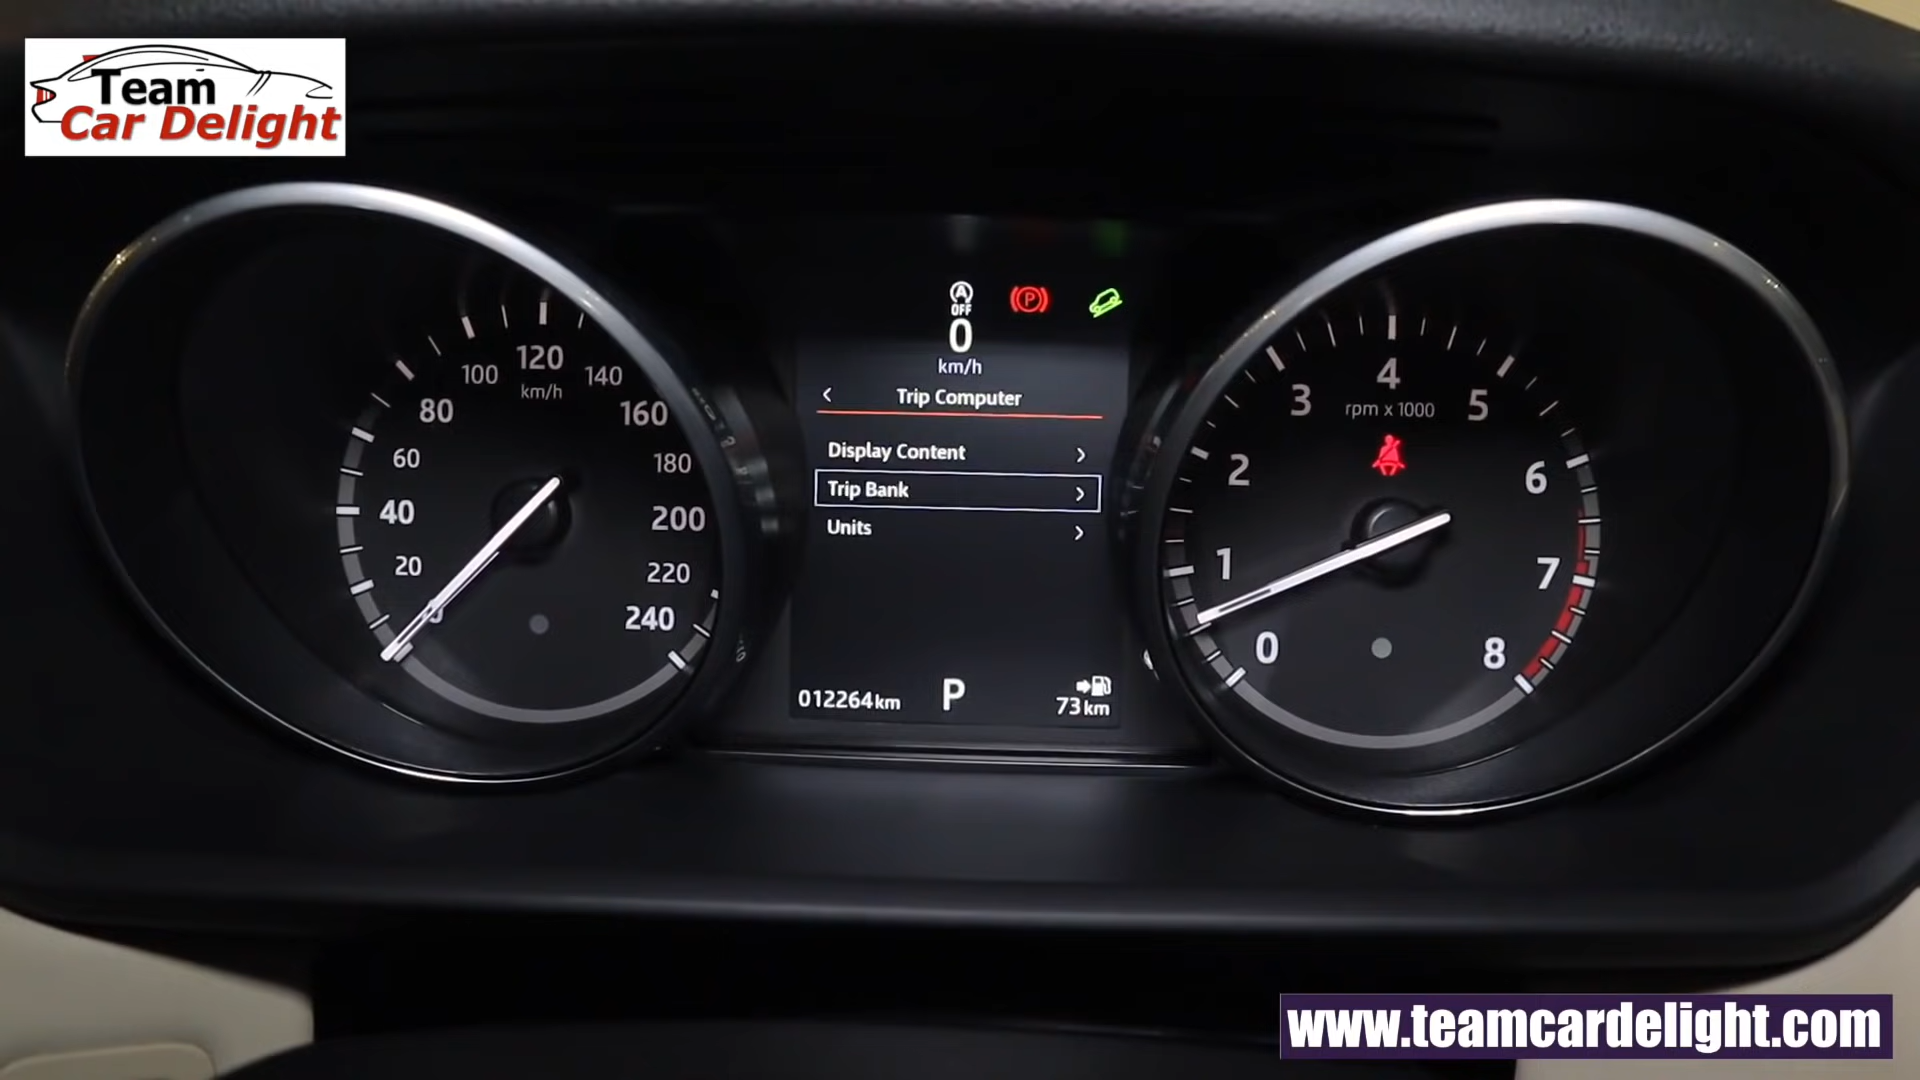 Team
Car Delight
A
OFF
P
0
km/h
Trip Computer
Display Content
Trip Bank
Units
012264km
P
73km
0
20
40
60
80
100
120
km/h
140
160
180
200
220
240
0
1
2
3
4
rpm x 1000
5
6
7
8
www.teamcardelight.com